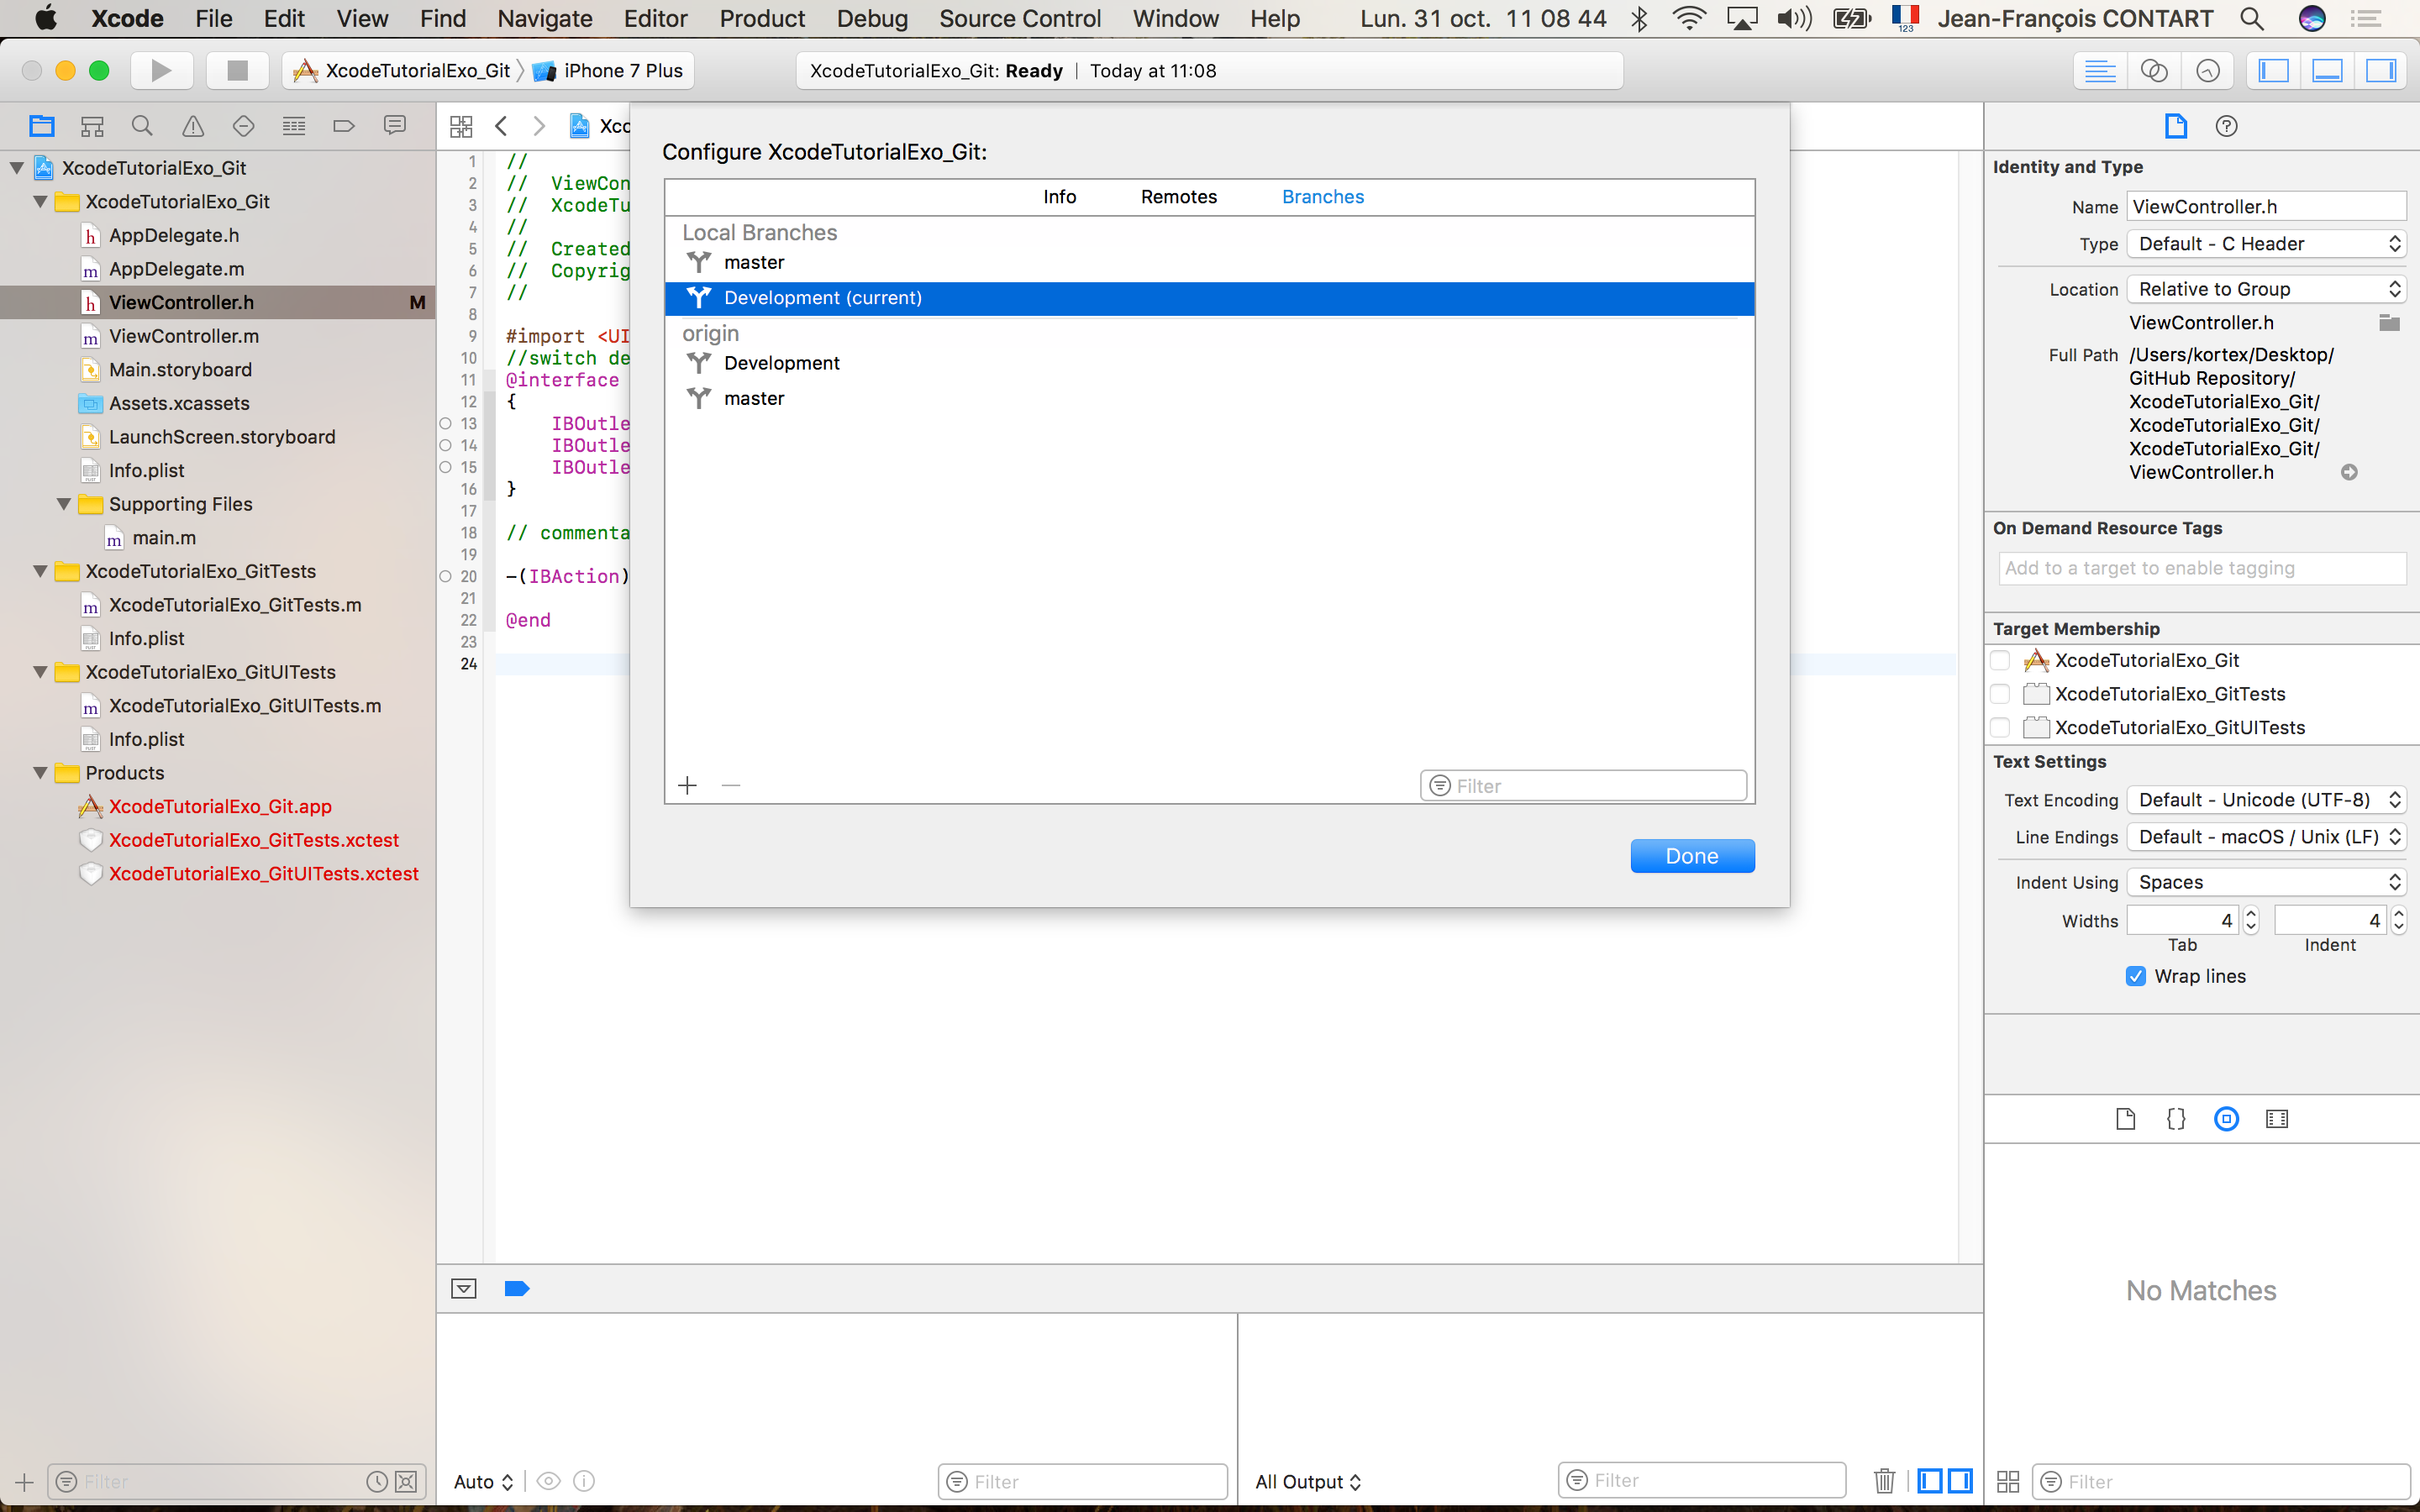 Xcode File Edit View Find Navigate Editor Product Debug Source Control Window Help Lun. 31 oct. 11 08 44 123 Jean-François CONTART
XcodeTutorialExo_Git iPhone 7 Plus XcodeTutorialExo_Git: Ready | Today at 11:08
XcodeTutorialExo_Git
XcodeTutorialExo_Git
h AppDelegate.h
m AppDelegate.m
h ViewController.h M
m ViewController.m
Main.storyboard
Assets.xcassets
LaunchScreen.storyboard
Info.plist
Supporting Files
m main.m
XcodeTutorialExo_GitTests
m XcodeTutorialExo_GitTests.m
Info.plist
XcodeTutorialExo_GitUITests
m XcodeTutorialExo_GitUITests.m
Info.plist
Products
XcodeTutorialExo_Git.app
XcodeTutorialExo_GitTests.xctest
XcodeTutorialExo_GitUITests.xctest
Filter
Xco
1 //
2 // ViewCon
3 // XcodeTu
4 //
5 // Created
6 // Copyrig
7 //
8
9 #import <UI
10 //switch de
11 @interface
12 {
13 IBOutle
14 IBOutle
15 IBOutle
16 }
17
18 // commenta
19
20 -(IBAction)
21
22 @end
23
24
Configure XcodeTutorialExo_Git:
Info Remotes Branches
Local Branches
master
Development (current)
origin
Development
master
+ − Filter
Done
Auto Filter
All Output Filter
Identity and Type
Name ViewController.h
Type Default - C Header
Location Relative to Group
ViewController.h
Full Path /Users/kortex/Desktop/
GitHub Repository/
XcodeTutorialExo_Git/
XcodeTutorialExo_Git/
XcodeTutorialExo_Git/
ViewController.h
On Demand Resource Tags
Add to a target to enable tagging
Target Membership
XcodeTutorialExo_Git
XcodeTutorialExo_GitTests
XcodeTutorialExo_GitUITests
Text Settings
Text Encoding Default - Unicode (UTF-8)
Line Endings Default - macOS / Unix (LF)
Indent Using Spaces
Widths 4 4
Tab Indent
Wrap lines
{}
No Matches
Filter